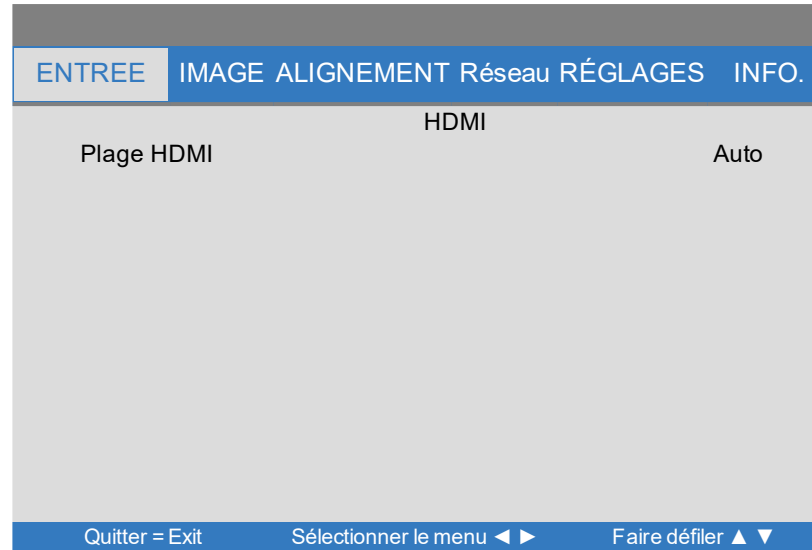 ENTREE IMAGE ALIGNEMENT Réseau RÉGLAGES INFO.
HDMI
Plage HDMI Auto
Quitter = Exit Sélectionner le menu ◄ ► Faire défiler ▲ ▼